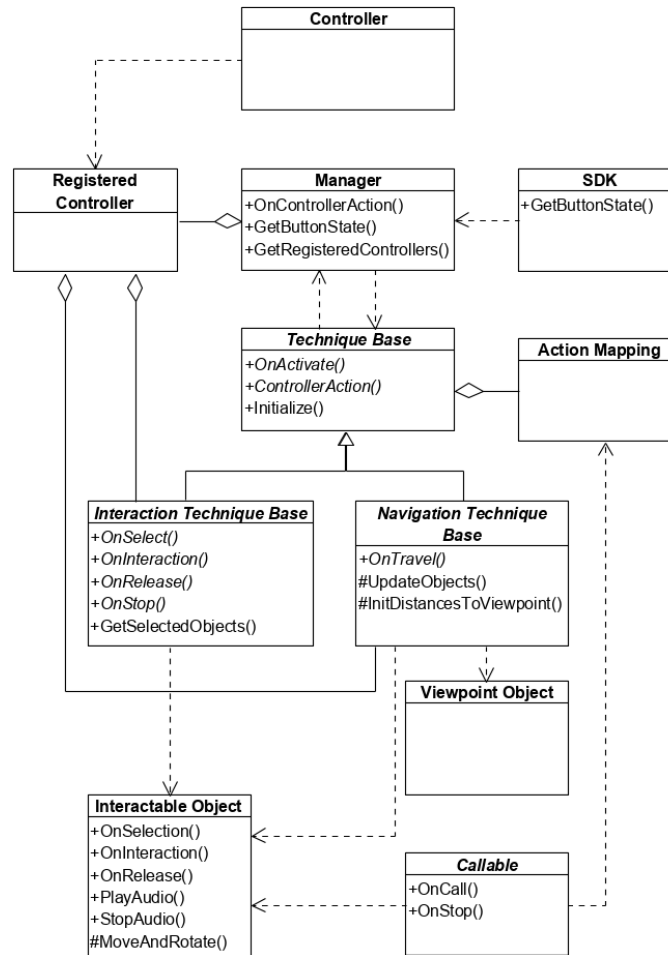 Controller
Registered
Controller
Manager
+OnControllerAction()
+GetButtonState()
+GetRegisteredControllers()
SDK
+GetButtonState()
Technique Base
+OnActivate()
+ControllerAction()
+Initialize()
Action Mapping
Interaction Technique Base
+OnSelect()
+OnInteraction()
+OnRelease()
+OnStop()
+GetSelectedObjects()
Navigation Technique
Base
+OnTravel()
#UpdateObjects()
#InitDistancesToViewpoint()
Viewpoint Object
Interactable Object
+OnSelection()
+OnInteraction()
+OnRelease()
+PlayAudio()
+StopAudio()
#MoveAndRotate()
Callable
+OnCall()
+OnStop()